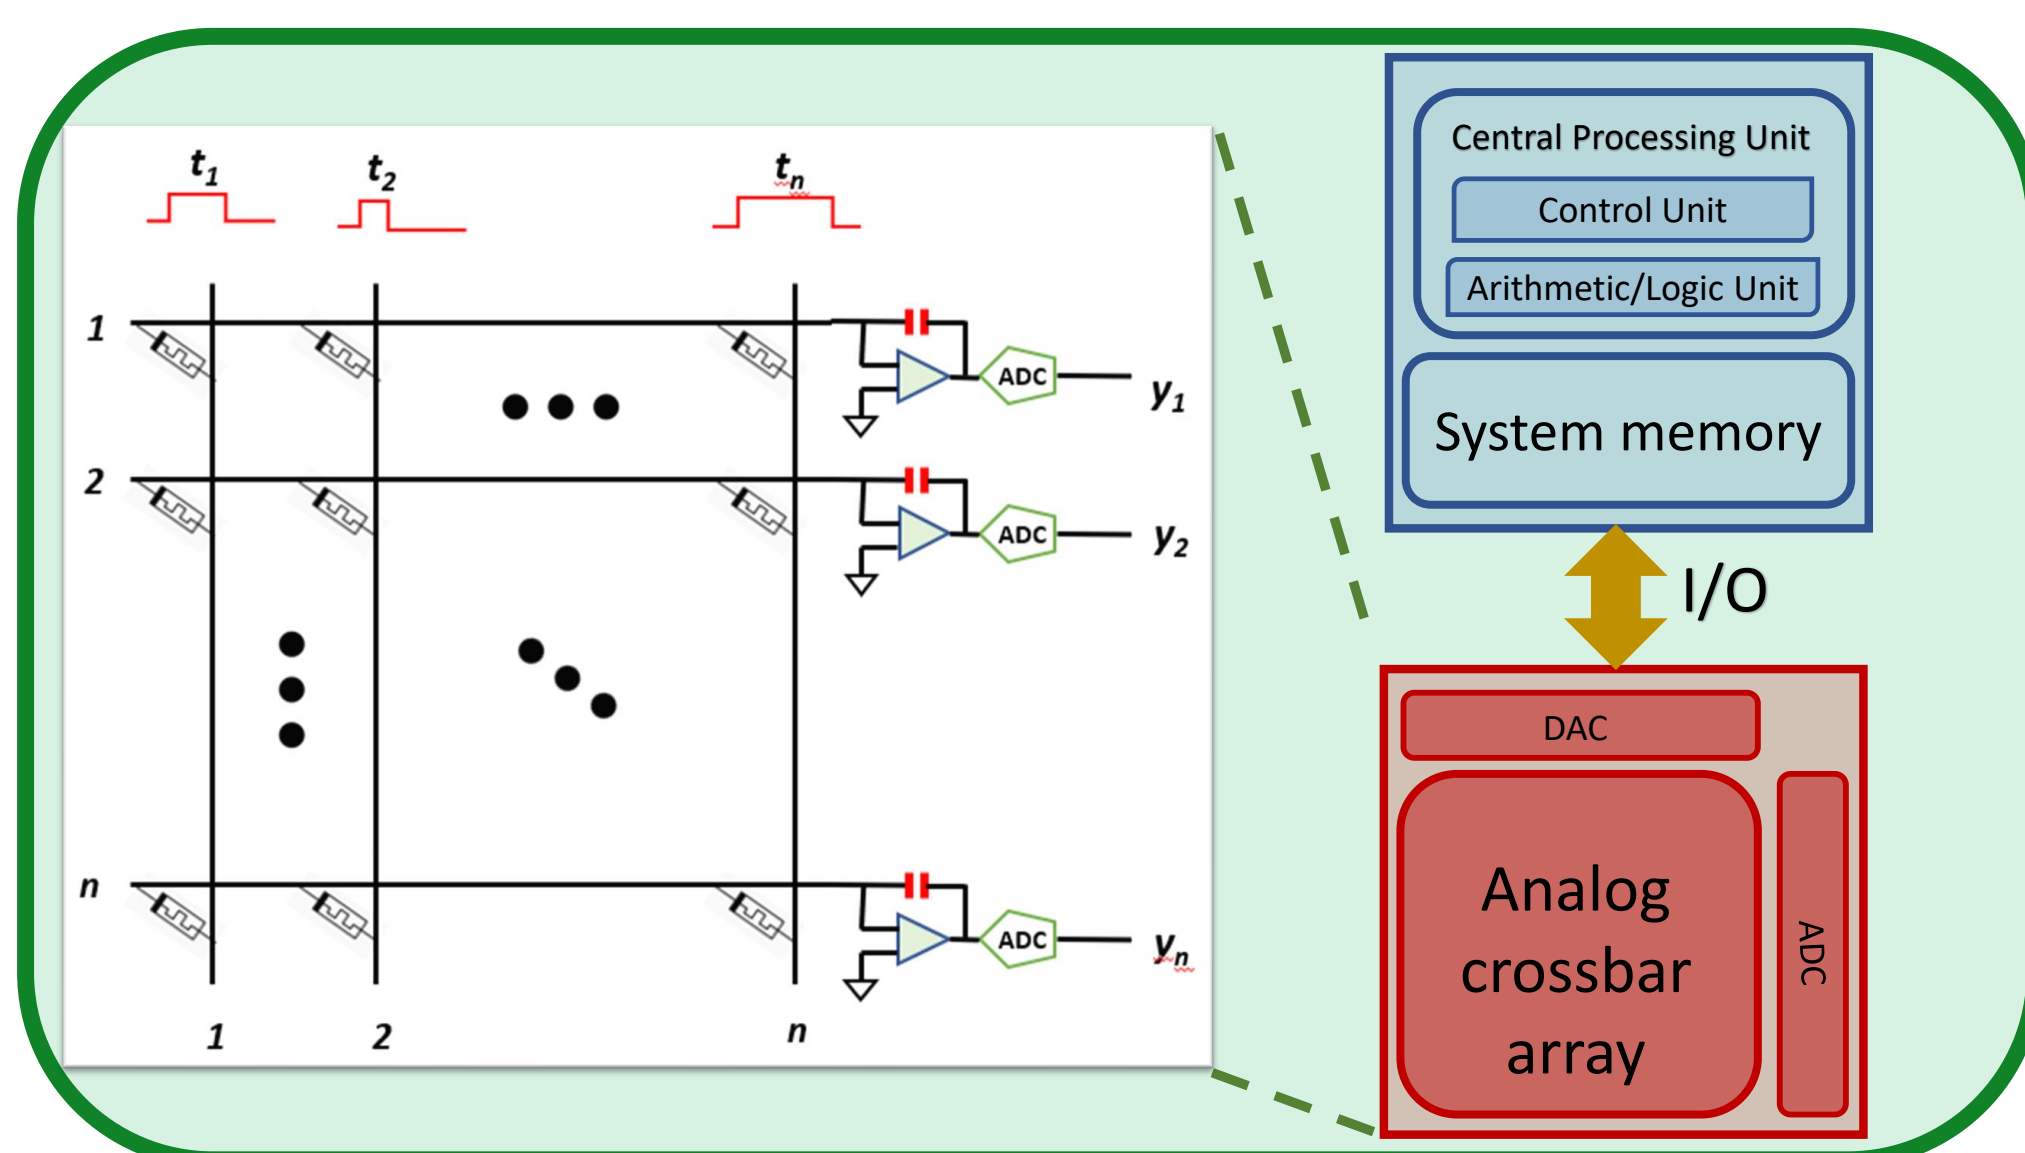 t1
t2
tn
1
ADC
y1
2
ADC
y2
n
ADC
yn
1
2
n
Central Processing Unit
Control Unit
Arithmetic/Logic Unit
System memory
I/O
DAC
Analog
crossbar
array
ADC